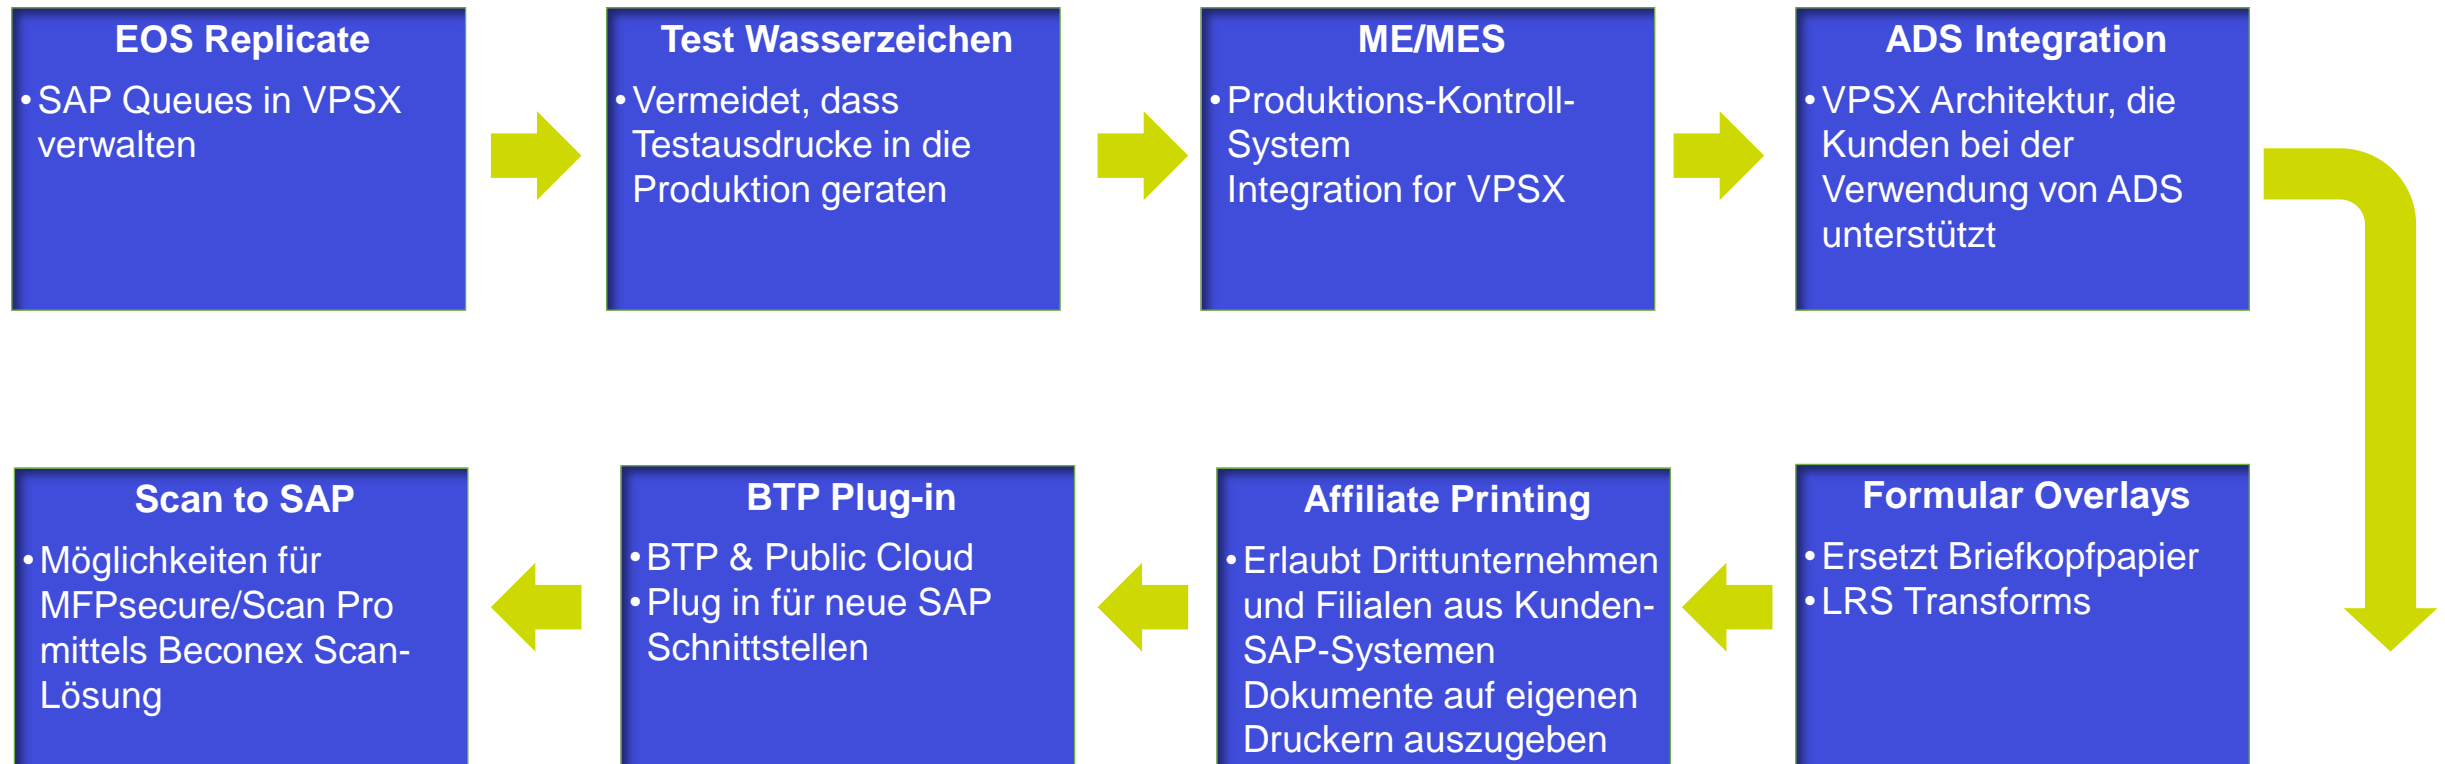 EOS Replicate
• SAP Queues in VPSX
verwalten
Test Wasserzeichen
• Vermeidet, dass
Testausdrucke in die
Produktion geraten
ME/MES
• Produktions-Kontroll-
System
Integration for VPSX
ADS Integration
• VPSX Architektur, die
Kunden bei der
Verwendung von ADS
unterstützt
Formular Overlays
• Ersetzt Briefkopfpapier
• LRS Transforms
Affiliate Printing
• Erlaubt Drittunternehmen
und Filialen aus Kunden-
SAP-Systemen
Dokumente auf eigenen
Druckern auszugeben
BTP Plug-in
• BTP & Public Cloud
• Plug in für neue SAP
Schnittstellen
Scan to SAP
• Möglichkeiten für
MFPsecure/Scan Pro
mittels Beconex Scan-
Lösung